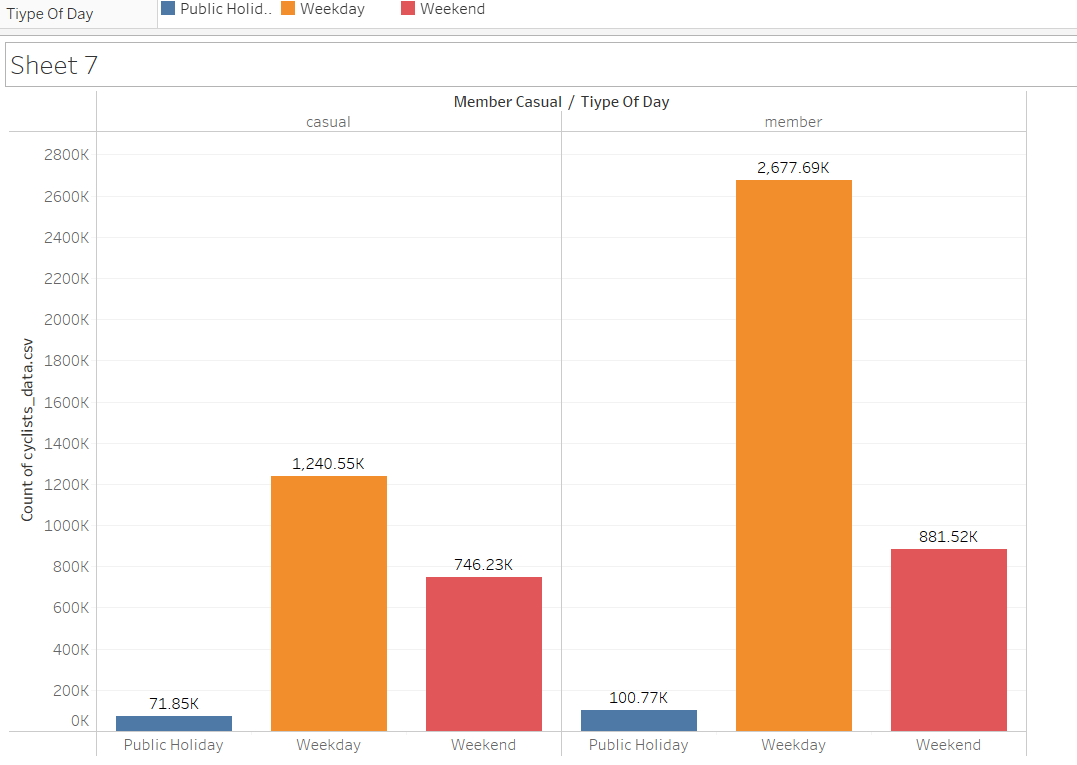 Tiype Of Day
Public Holid.. Weekday Weekend
Sheet 7
Member Casual / Tiype Of Day
casual member
Count of cyclists_data.csv
2800K
2600K
2400K
2200K
2000K
1800K
1600K
1400K
1200K
1000K
800K
600K
400K
200K
0K
71.85K
1,240.55K
746.23K
100.77K
2,677.69K
881.52K
Public Holiday Weekday Weekend Public Holiday Weekday Weekend